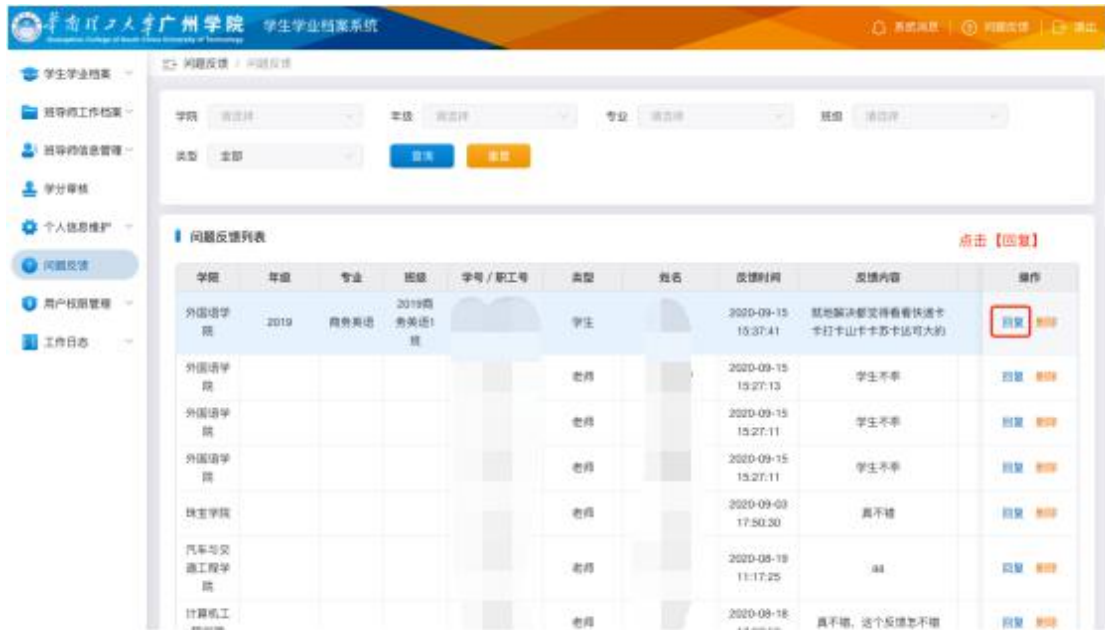 华南理工大学广州学院 学生学业档案系统
系统消息 问题反馈 退出
学生学业档案
班导师工作档案
班导师信息管理
学分审核
个人信息维护
问题反馈
用户权限管理
工作日志
问题反馈 / 问题反馈
学院 请选择 年级 请选择 专业 请选择 班级 请选择
类型 全部 查询 重置
问题反馈列表
点击【回复】
学院 年级 专业 班级 学号 / 职工号 类型 姓名 反馈时间 反馈内容 操作
外国语学院 2019 商务英语 2019商务英语1班 学生 2020-09-15 15:37:41 回复 删除
外国语学院 老师 2020-09-15 15:27:13 学生不乖 回复 删除
外国语学院 老师 2020-09-15 15:27:11 学生不乖 回复 删除
外国语学院 老师 2020-09-15 15:27:11 学生不乖 回复 删除
珠宝学院 老师 2020-09-03 17:50:30 真不错 回复 删除
汽车与交通工程学院 老师 2020-08-19 11:17:25 aa 回复 删除
计算机工 老师 2020-08-18 真不错，这个反馈怎不错 回复 删除